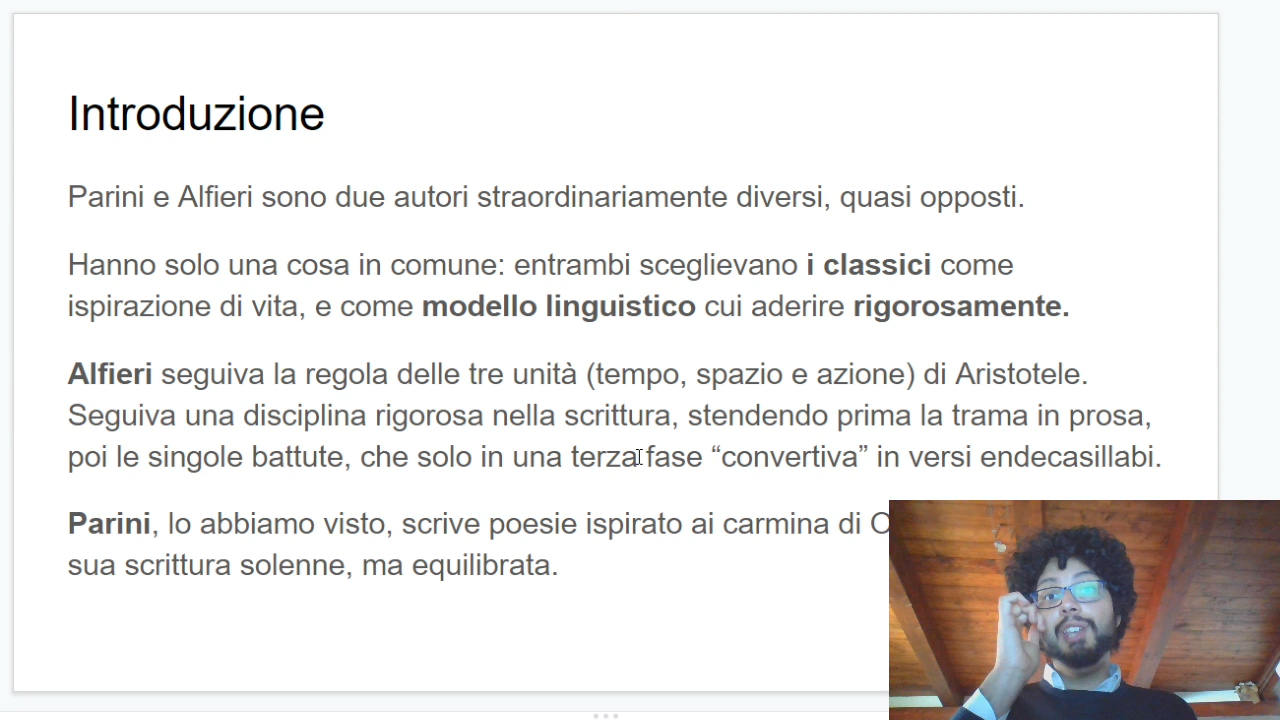 Introduzione
Parini e Alfieri sono due autori straordinariamente diversi, quasi opposti.
Hanno solo una cosa in comune: entrambi sceglievano i classici come
ispirazione di vita, e come modello linguistico cui aderire rigorosamente.
Alfieri seguiva la regola delle tre unità (tempo, spazio e azione) di Aristotele.
Seguiva una disciplina rigorosa nella scrittura, stendendo prima la trama in prosa,
poi le singole battute, che solo in una terza fase “convertiva” in versi endecasillabi.
Parini, lo abbiamo visto, scrive poesie ispirato ai carmina di
sua scrittura solenne, ma equilibrata.